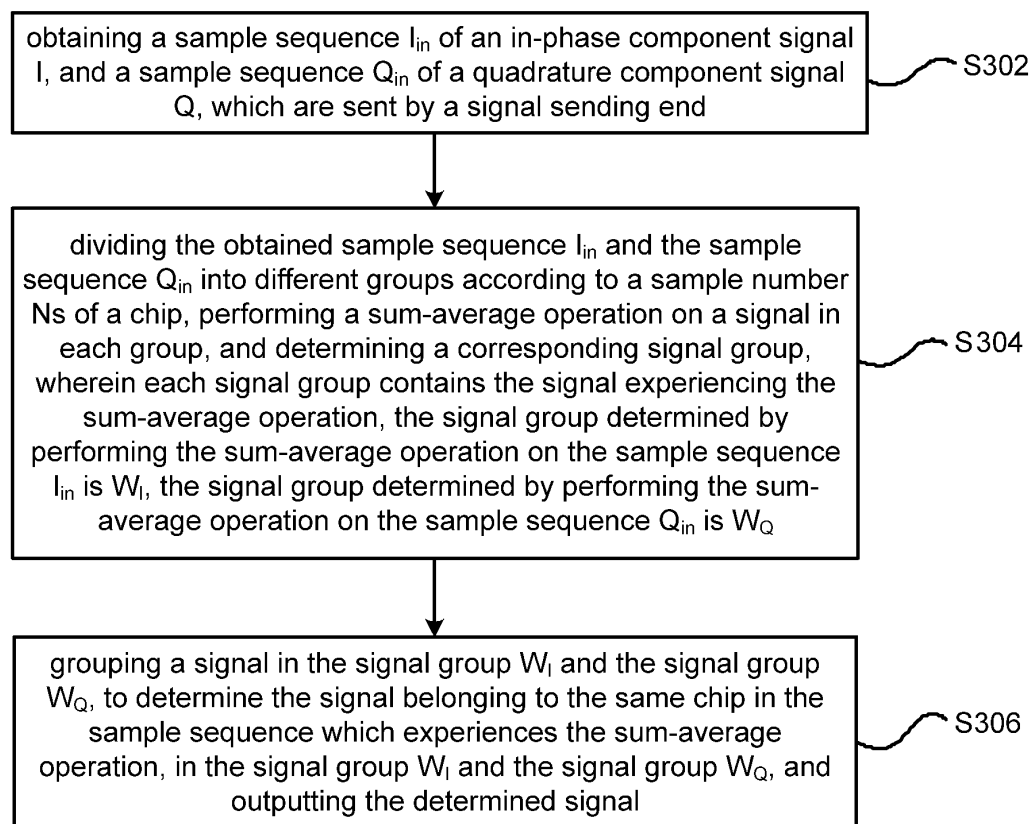 obtaining a sample sequence Iin of an in-phase component signal
I, and a sample sequence Qin of a quadrature component signal
Q, which are sent by a signal sending end
S302
dividing the obtained sample sequence Iin and the sample
sequence Qin into different groups according to a sample number
Ns of a chip, performing a sum-average operation on a signal in
each group, and determining a corresponding signal group,
wherein each signal group contains the signal experiencing the
sum-average operation, the signal group determined by
performing the sum-average operation on the sample sequence
Iin is WI, the signal group determined by performing the sum-
average operation on the sample sequence Qin is WQ
S304
grouping a signal in the signal group WI and the signal group
WQ, to determine the signal belonging to the same chip in the
sample sequence which experiences the sum-average
operation, in the signal group WI and the signal group WQ, and
outputting the determined signal
S306